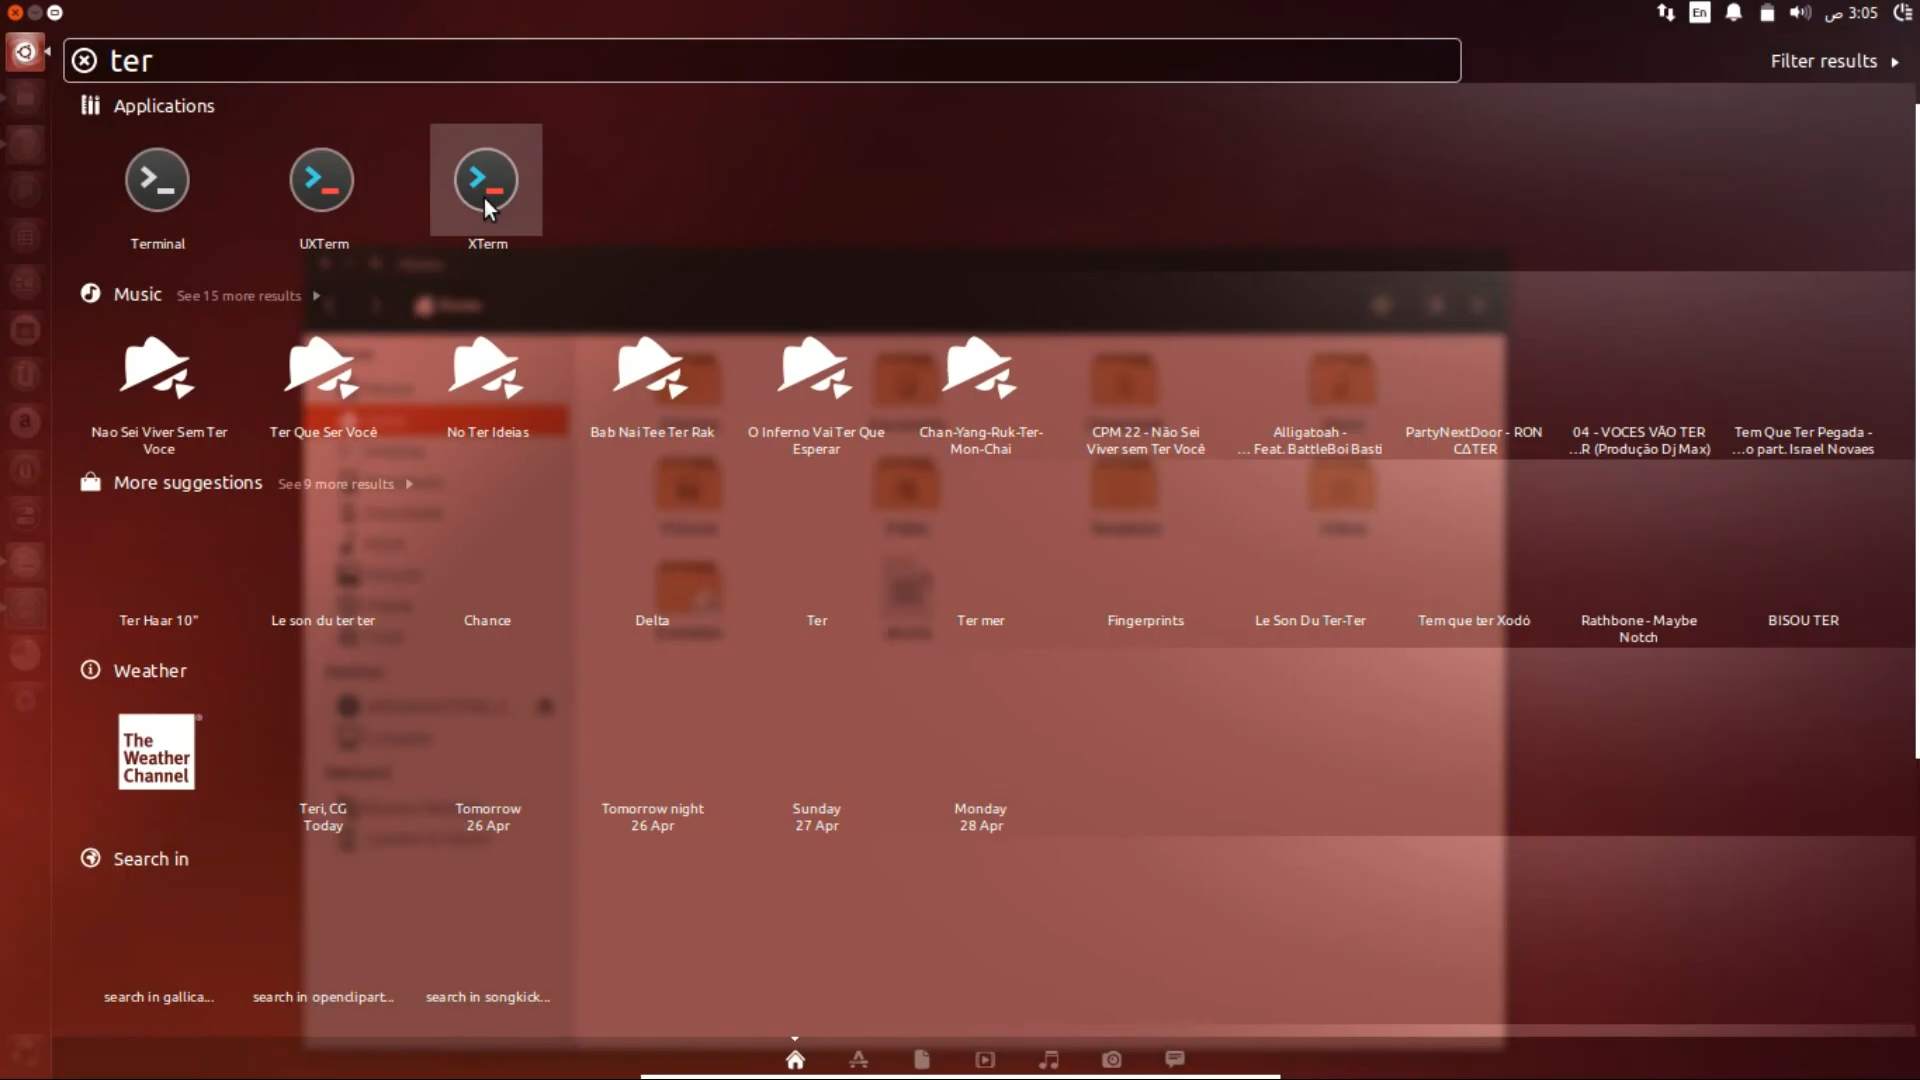 En
ص 3:05
ter
Filter results
Applications
Terminal
UXTerm
XTerm
Music See 15 more results
Nao Sei Viver Sem Ter
Voce
Ter Que Ser Você
No Ter Ideias
Bab Nai Tee Ter Rak
O Inferno Vai Ter Que
Esperar
Chan-Yang-Ruk-Ter-
Mon-Chai
CPM 22 - Não Sei
Viver sem Ter Você
Alligatoah -
... Feat. BattleBoi Basti
PartyNextDoor - RON
C∆TER
04 - VOCES VÃO TER
...R (Produção Dj Max)
Tem Que Ter Pegada -
...o part. Israel Novaes
More suggestions See 9 more results
Ter Haar 10"
Le son du ter ter
Chance
Delta
Ter
Ter mer
Fingerprints
Le Son Du Ter-Ter
Tem que ter Xodó
Rathbone - Maybe
Notch
BISOU TER
Weather
The
Weather
Channel
Teri, CG
Today
Tomorrow
26 Apr
Tomorrow night
26 Apr
Sunday
27 Apr
Monday
28 Apr
Search in
search in gallica...
search in openclipart...
search in songkick...